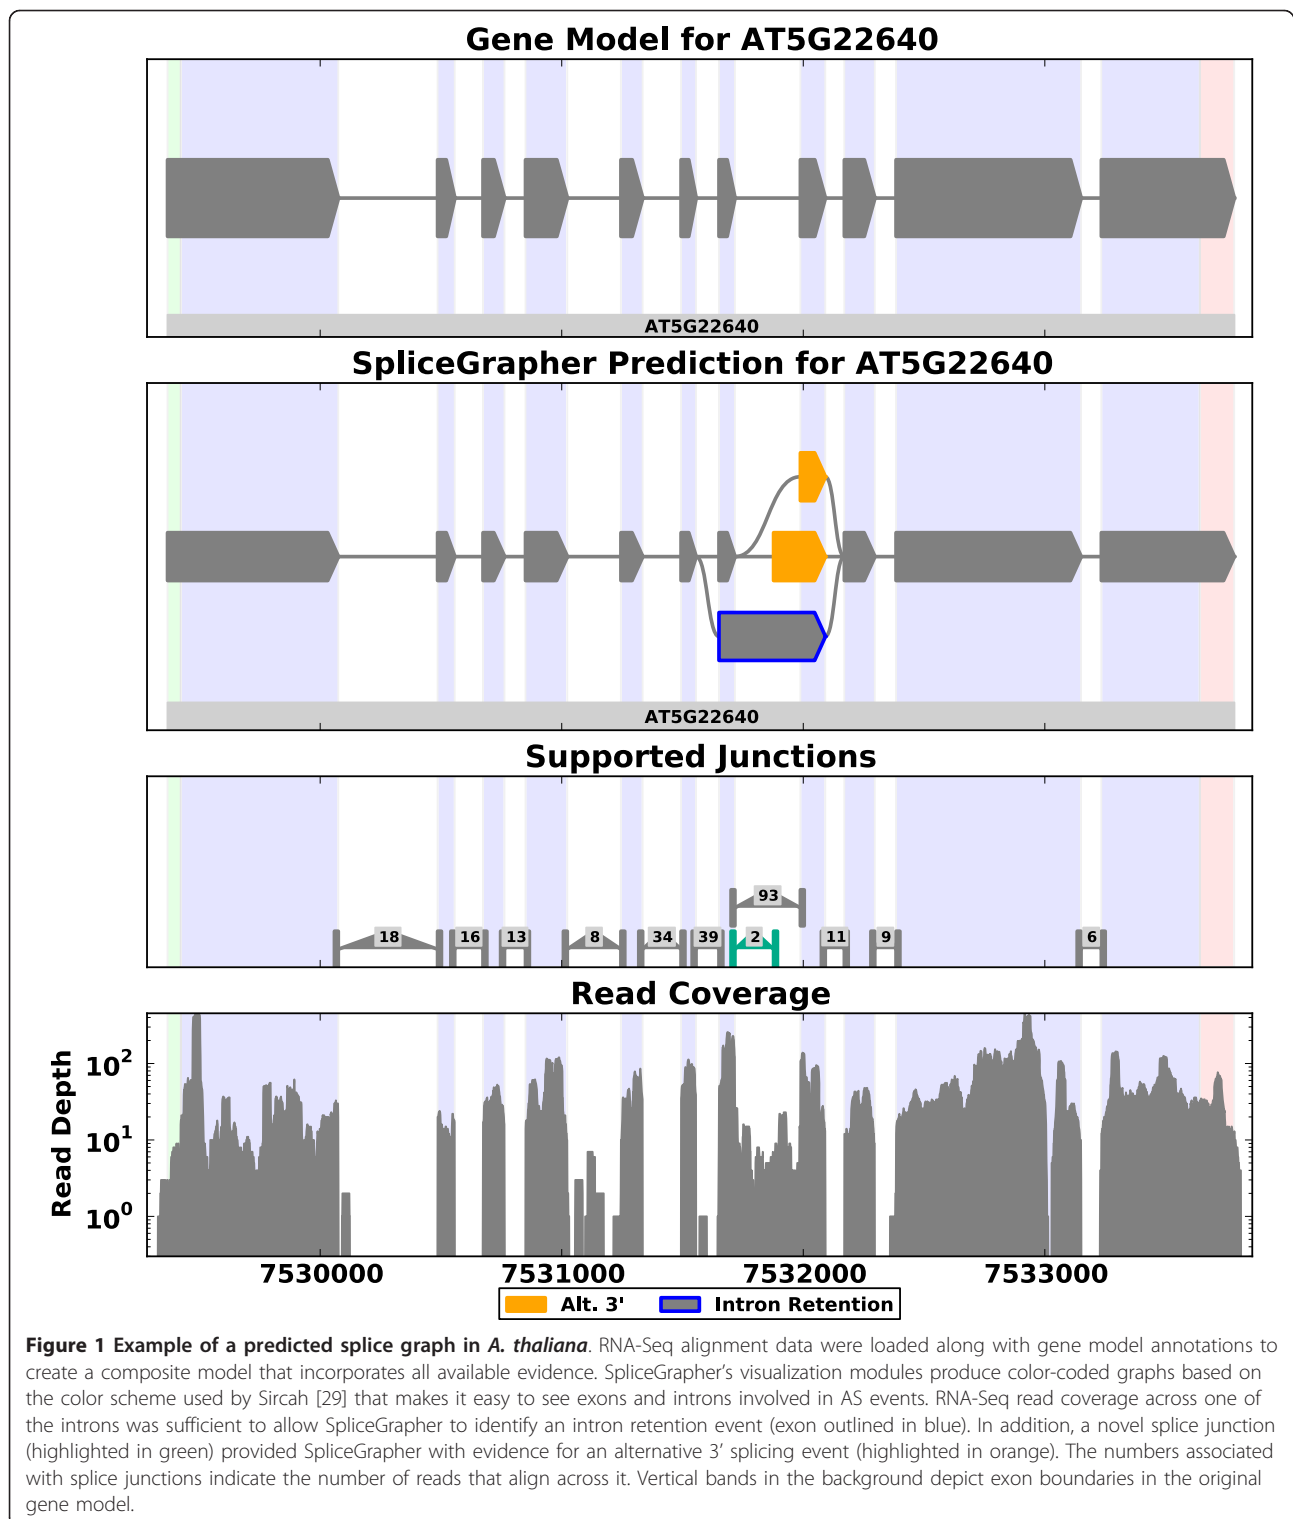 Gene Model for AT5G22640
AT5G22640
SpliceGrapher Prediction for AT5G22640
AT5G22640
Supported Junctions
93
18 16 13 8 34 39 2 11 9 6
Read Coverage
Read Depth
10²
10¹
10⁰
7530000 7531000 7532000 7533000
Alt. 3' Intron Retention
Figure 1 Example of a predicted splice graph in A. thaliana. RNA-Seq alignment data were loaded along with gene model annotations to
create a composite model that incorporates all available evidence. SpliceGrapher's visualization modules produce color-coded graphs based on
the color scheme used by Sircah [29] that makes it easy to see exons and introns involved in AS events. RNA-Seq read coverage across one of
the introns was sufficient to allow SpliceGrapher to identify an intron retention event (exon outlined in blue). In addition, a novel splice junction
(highlighted in green) provided SpliceGrapher with evidence for an alternative 3' splicing event (highlighted in orange). The numbers associated
with splice junctions indicate the number of reads that align across it. Vertical bands in the background depict exon boundaries in the original
gene model.